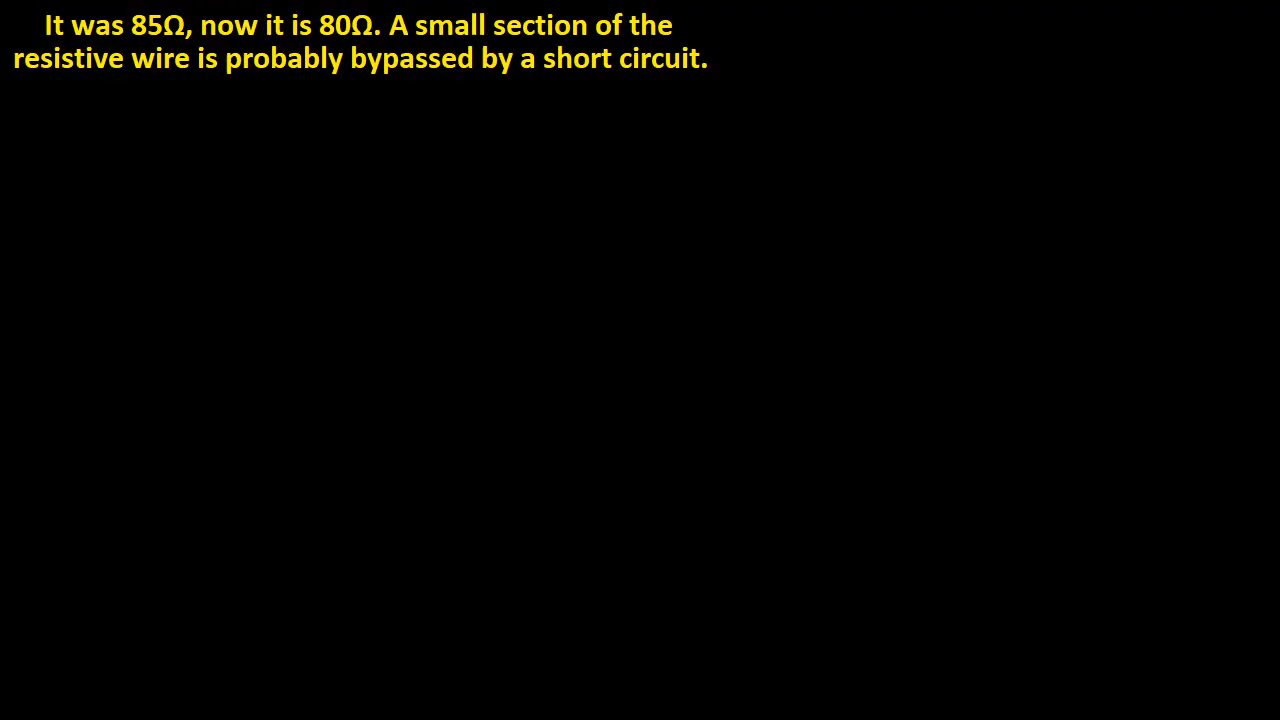 It was 85Ω, now it is 80Ω. A small section of the
resistive wire is probably bypassed by a short circuit.